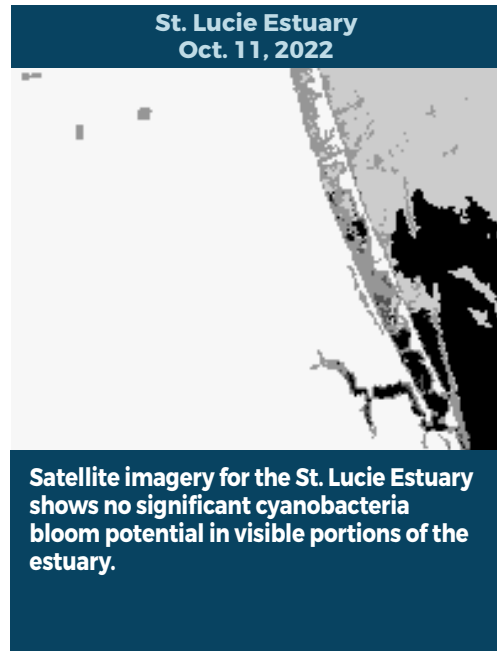 St. Lucie Estuary
Oct. 11, 2022
Satellite imagery for the St. Lucie Estuary
shows no significant cyanobacteria
bloom potential in visible portions of the
estuary.